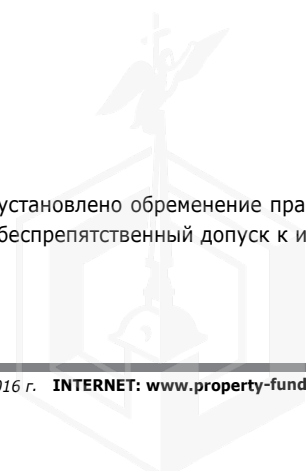 установлено обременение пра
беспрепятственный допуск к и
016 г. INTERNET: www.property-fund